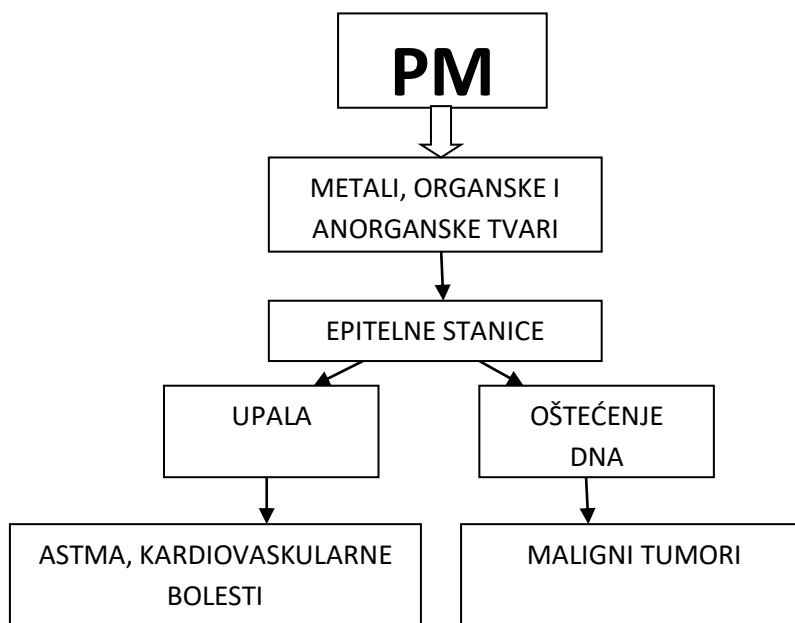 PM
METALI, ORGANSKE I
ANORGANSKE TVARI
EPITELNE STANICE
UPALA
OŠTEĆENJE
DNA
ASTMA, KARDIOVASKULARNE
BOLESTI
MALIGNI TUMORI